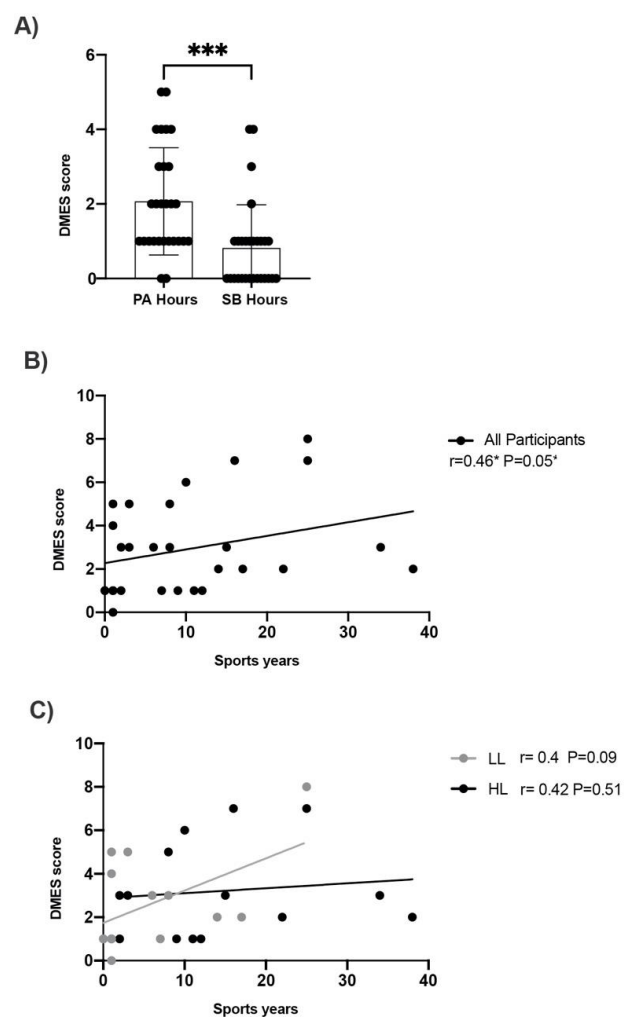 A)
***
6
4
2
0
DMES score
PA Hours SB Hours
B)
10
8
6
4
2
0
DMES score
0 10 20 30 40
Sports years
All Participants
r=0.46* P=0.05*
C)
10
8
6
4
2
0
DMES score
0 10 20 30 40
Sports years
LL r= 0.4 P=0.09
HL r= 0.42 P=0.51